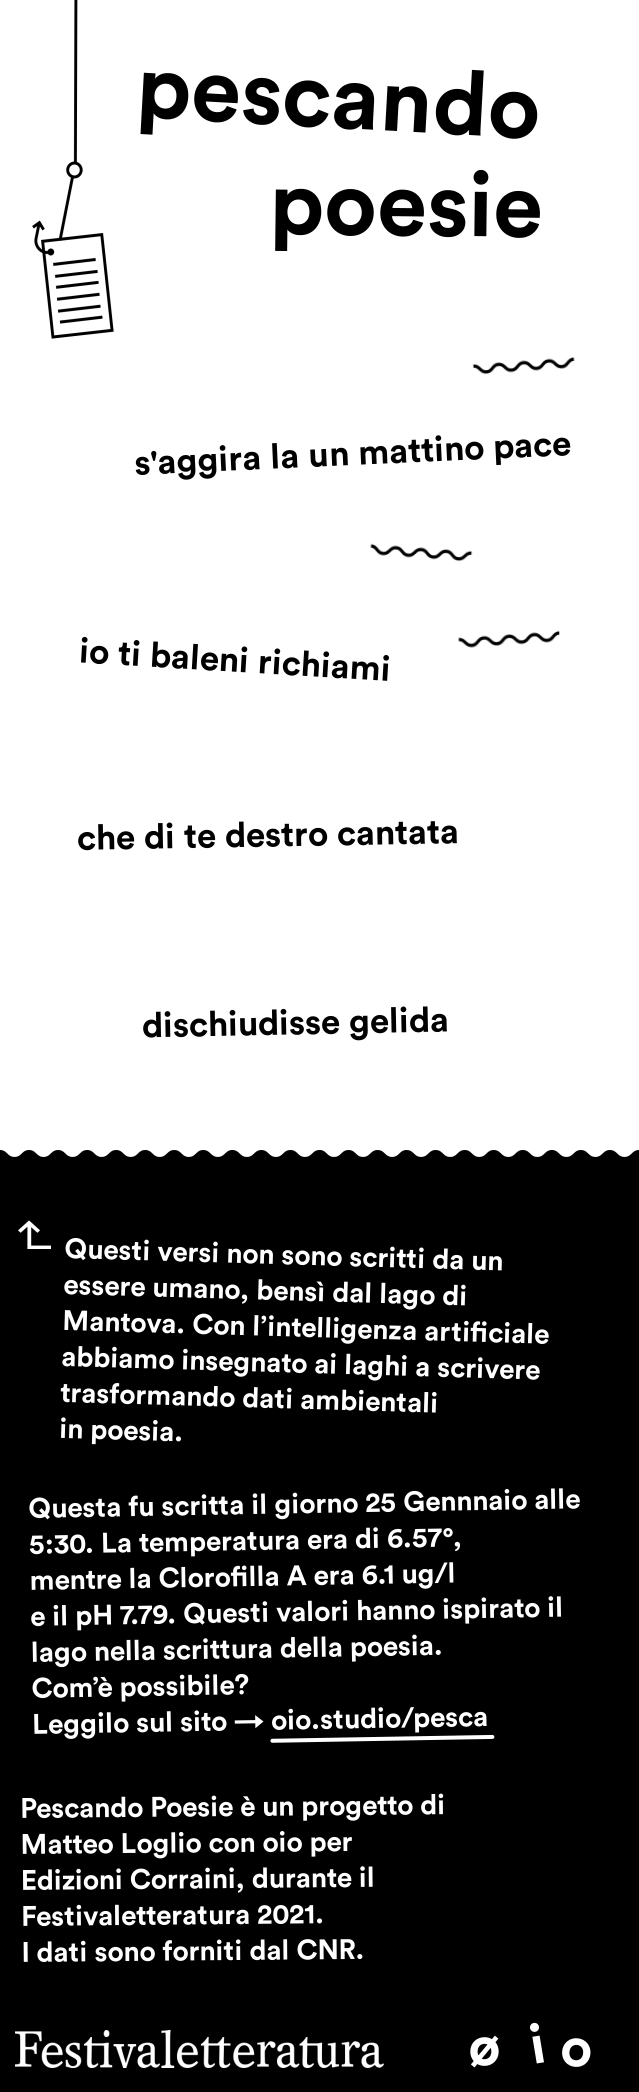 pescando
poesie
s'aggira la un mattino pace
io ti baleni richiami
che di te destro cantata
dischiudisse gelida
Questi versi non sono scritti da un
essere umano, bensì dal lago di
Mantova. Con l’intelligenza artificiale
abbiamo insegnato ai laghi a scrivere
trasformando dati ambientali
in poesia.
Questa fu scritta il giorno 25 Gennnaio alle
5:30. La temperatura era di 6.57°,
mentre la Clorofilla A era 6.1 ug/l
e il pH 7.79. Questi valori hanno ispirato il
lago nella scrittura della poesia.
Com’è possibile?
Leggilo sul sito → oio.studio/pesca
Pescando Poesie è un progetto di
Matteo Loglio con oio per
Edizioni Corraini, durante il
Festivaletteratura 2021.
I dati sono forniti dal CNR.
Festivaletteratura ø i o